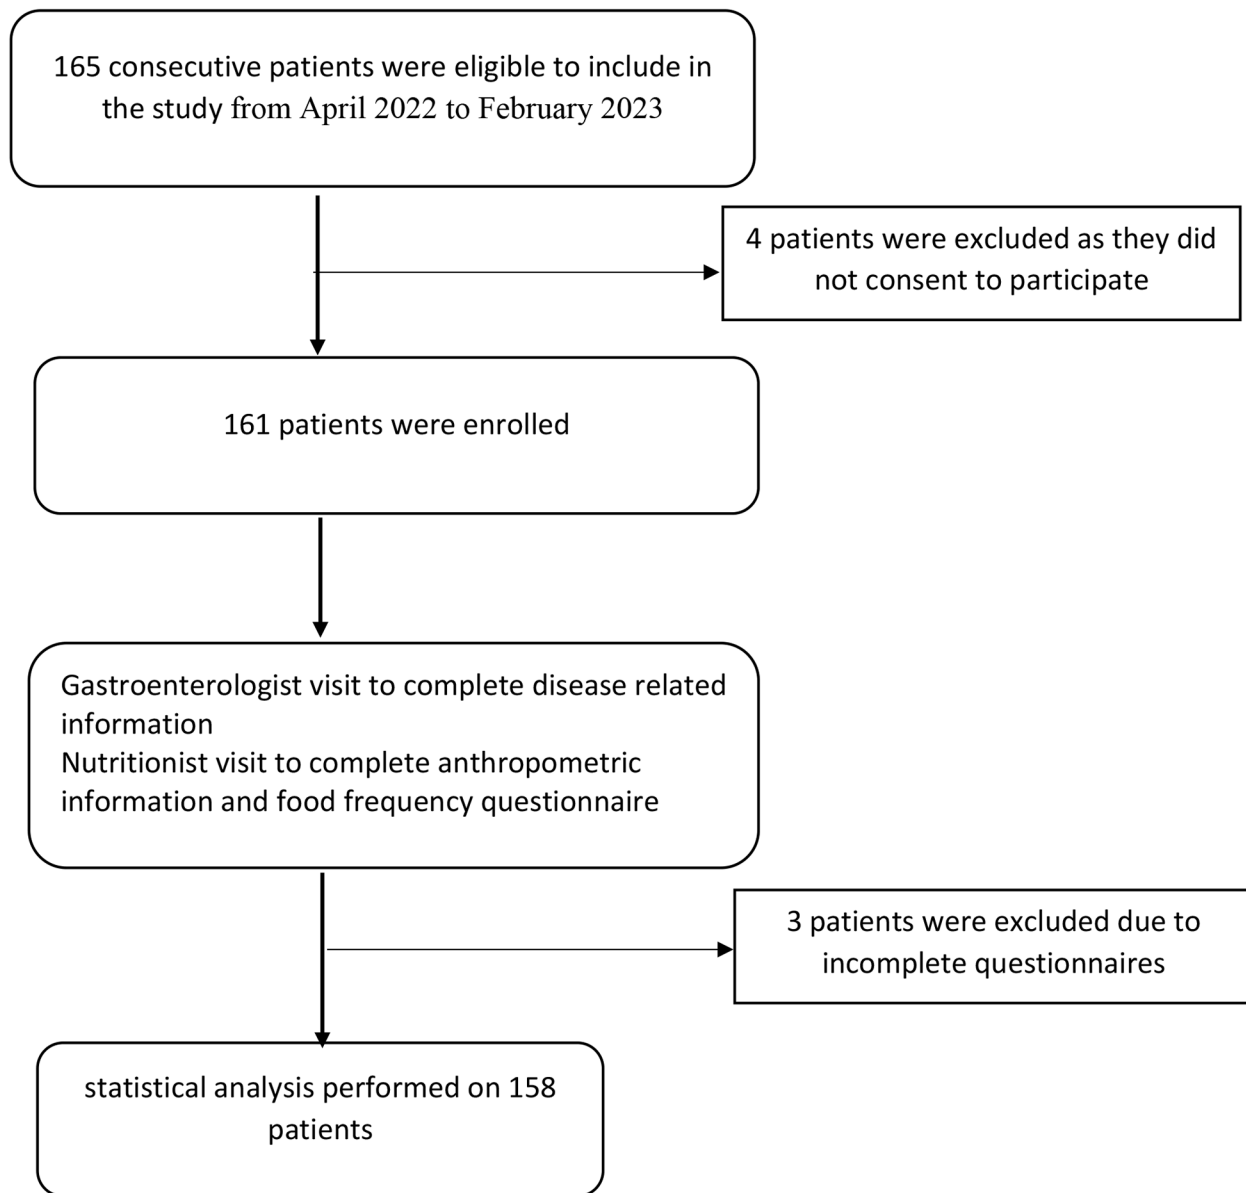 165 consecutive patients were eligible to include in
the study from April 2022 to February 2023
4 patients were excluded as they did
not consent to participate
161 patients were enrolled
Gastroenterologist visit to complete disease related
information
Nutritionist visit to complete anthropometric
information and food frequency questionnaire
3 patients were excluded due to
incomplete questionnaires
statistical analysis performed on 158
patients